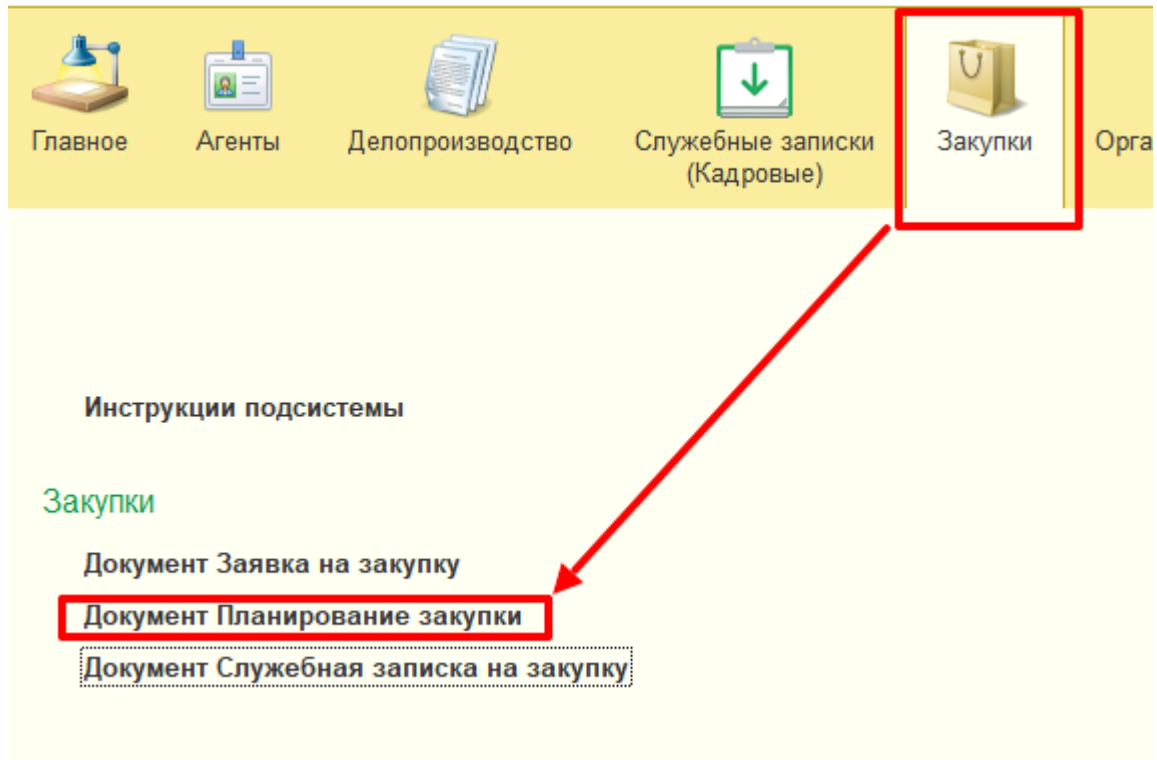 Главное
Агенты
Делопроизводство
Служебные записки
(Кадровые)
Закупки
Орга
Инструкции подсистемы
Закупки
Документ Заявка на закупку
Документ Планирование закупки
Документ Служебная записка на закупку